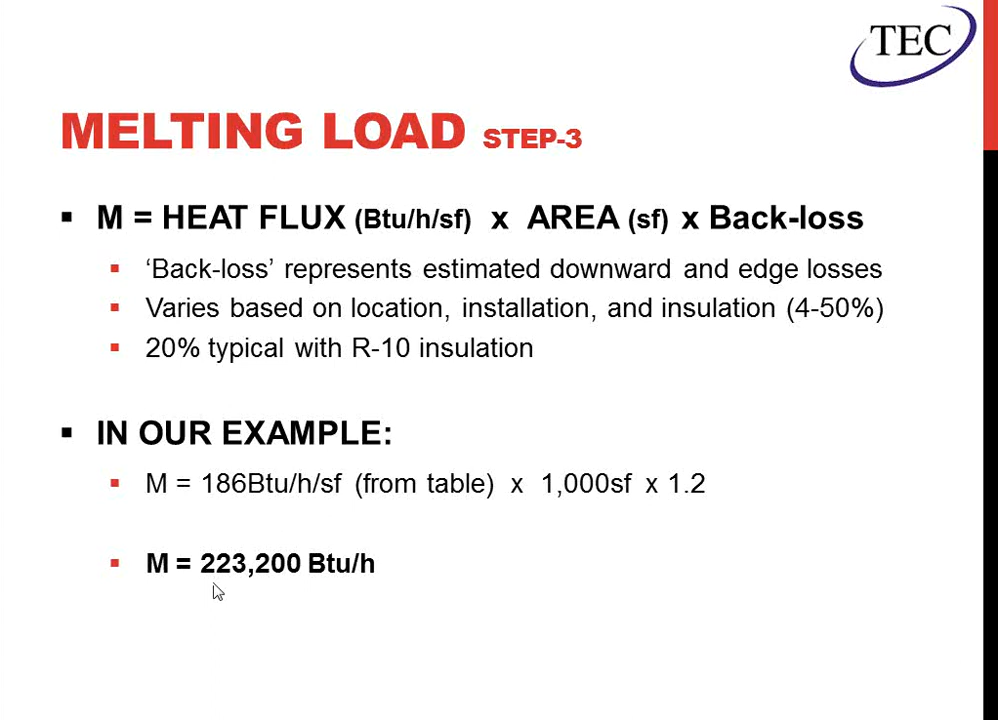 TEC
MELTING LOAD STEP-3
▪ M = HEAT FLUX (Btu/h/sf) x AREA (sf) x Back-loss
▪ ‘Back-loss’ represents estimated downward and edge losses
▪ Varies based on location, installation, and insulation (4-50%)
▪ 20% typical with R-10 insulation
▪ IN OUR EXAMPLE:
▪ M = 186Btu/h/sf (from table) x 1,000sf x 1.2
▪ M = 223,200 Btu/h